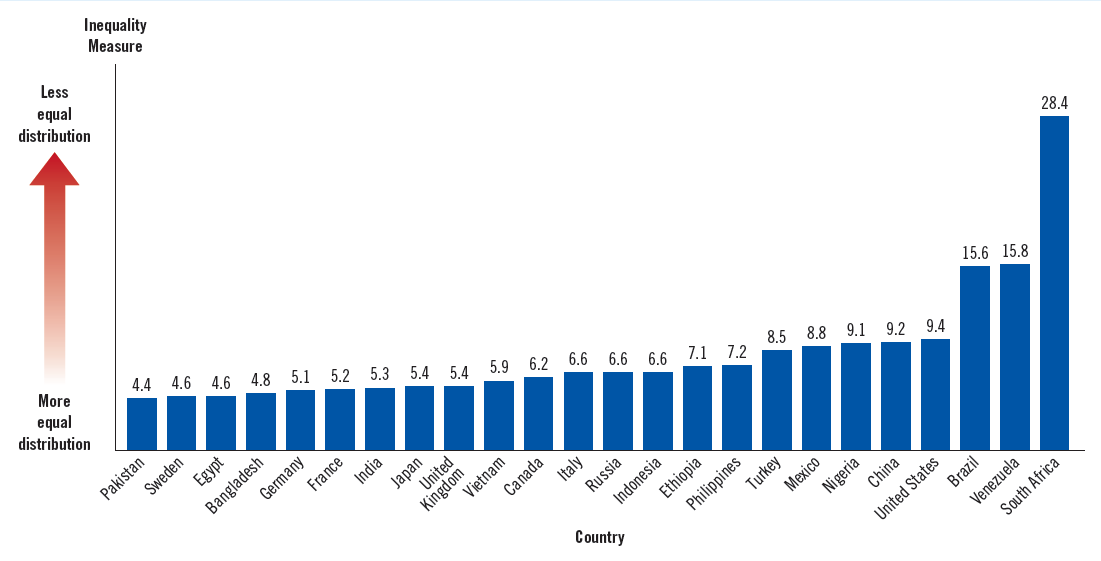 Inequality
Measure
Less
equal
distribution
More
equal
distribution
4.4
4.6
4.6
4.8
5.1
5.2
5.3
5.4
5.4
5.9
6.2
6.6
6.6
6.6
7.1
7.2
8.5
8.8
9.1
9.2
9.4
15.6
15.8
28.4
Pakistan
Sweden
Egypt
Bangladesh
Germany
France
India
Japan
United
Kingdom
Vietnam
Canada
Italy
Russia
Indonesia
Ethiopia
Philippines
Turkey
Mexico
Nigeria
China
United States
Brazil
Venezuela
South Africa
Country